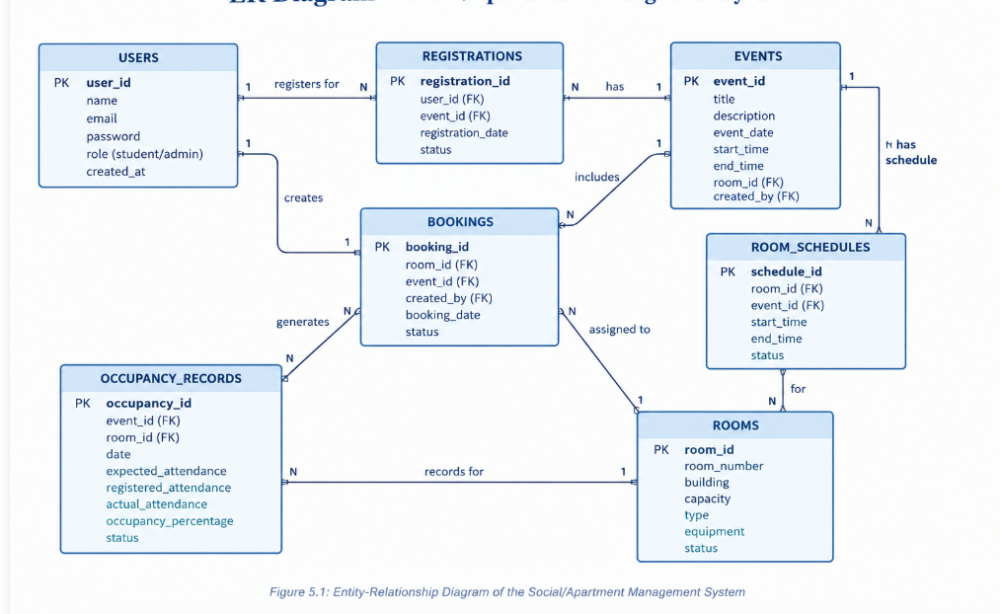 ER Diagram
USERS
PK user_id
name
email
password
role (student/admin)
created_at
1 registers for N
REGISTRATIONS
PK registration_id
user_id (FK)
event_id (FK)
registration_date
status
N has 1
EVENTS
PK event_id
title
description
event_date
start_time
end_time
room_id (FK)
created_by (FK)
1
has
schedule
N
1
creates
1
1
includes
N
BOOKINGS
PK booking_id
room_id (FK)
event_id (FK)
created_by (FK)
booking_date
status
ROOM_SCHEDULES
PK schedule_id
room_id (FK)
event_id (FK)
start_time
end_time
status
N
generates
N
N
assigned to
1
for
N
OCCUPANCY_RECORDS
PK occupancy_id
event_id (FK)
room_id (FK)
date
expected_attendance
registered_attendance
actual_attendance
occupancy_percentage
status
N records for 1
ROOMS
PK room_id
room_number
building
capacity
type
equipment
status
Figure 5.1: Entity-Relationship Diagram of the Social/Apartment Management System